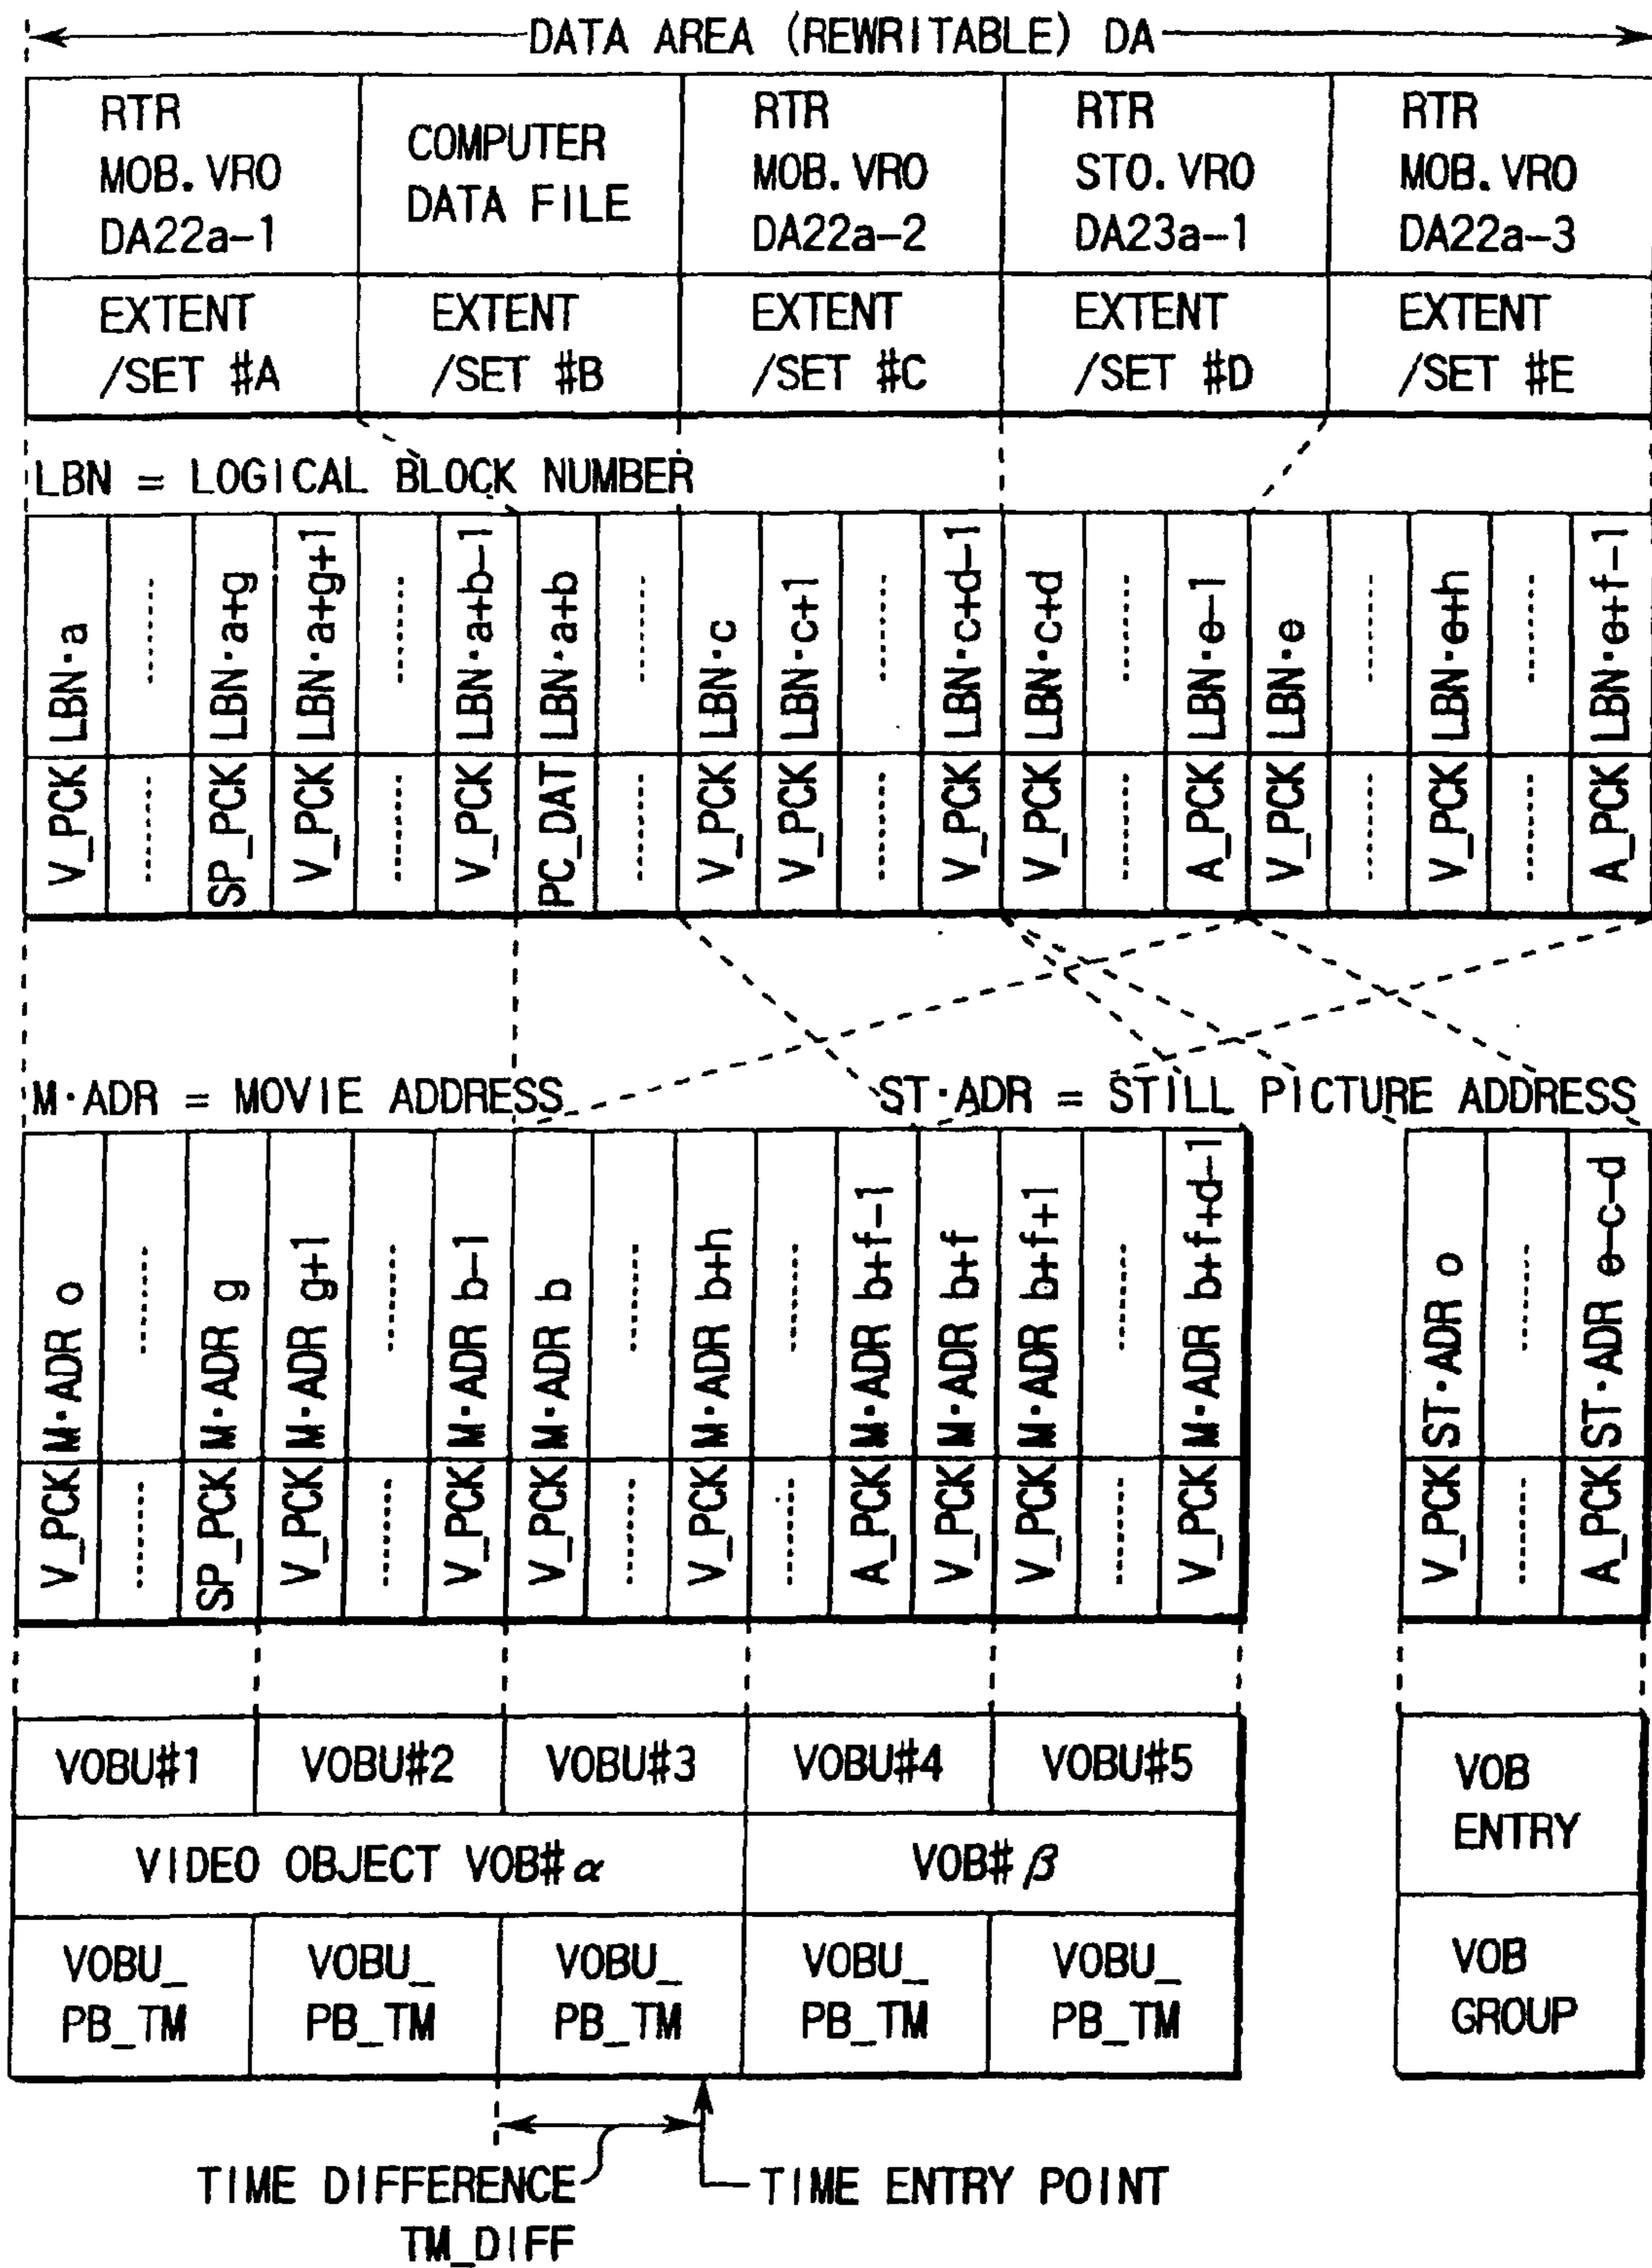 DATA AREA (REWRITABLE) DA
RTR
MOB.VRO
DA22a-1
COMPUTER
DATA FILE
RTR
MOB.VRO
DA22a-2
RTR
STO.VRO
DA23a-1
RTR
MOB.VRO
DA22a-3
EXTENT
/SET #A
EXTENT
/SET #B
EXTENT
/SET #C
EXTENT
/SET #D
EXTENT
/SET #E
LBN = LOGICAL BLOCK NUMBER
V_PCK LBN·a
SP_PCK LBN·a+g
V_PCK LBN·a+g+1
V_PCK LBN·a+b-1
PC_DAT LBN·a+b
V_PCK LBN·c
V_PCK LBN·c+1
V_PCK LBN·c+d-1
V_PCK LBN·c+d
A_PCK LBN·e-1
V_PCK LBN·e
V_PCK LBN·e+h
A_PCK LBN·e+f-1
M·ADR = MOVIE ADDRESS
ST·ADR = STILL PICTURE ADDRESS
V_PCK M·ADR o
SP_PCK M·ADR g
V_PCK M·ADR g+1
V_PCK M·ADR b-1
V_PCK M·ADR b
V_PCK M·ADR b+h
A_PCK M·ADR b+f-1
V_PCK M·ADR b+f
V_PCK M·ADR b+f+1
V_PCK M·ADR b+f+d-1
V_PCK ST·ADR o
A_PCK ST·ADR e-c-d
VOBU#1
VOBU#2
VOBU#3
VOBU#4
VOBU#5
VOB
ENTRY
VIDEO OBJECT VOB#α
VOB#β
VOBU_
PB_TM
VOBU_
PB_TM
VOBU_
PB_TM
VOBU_
PB_TM
VOBU_
PB_TM
VOB
GROUP
TIME DIFFERENCE
TM_DIFF
TIME ENTRY POINT